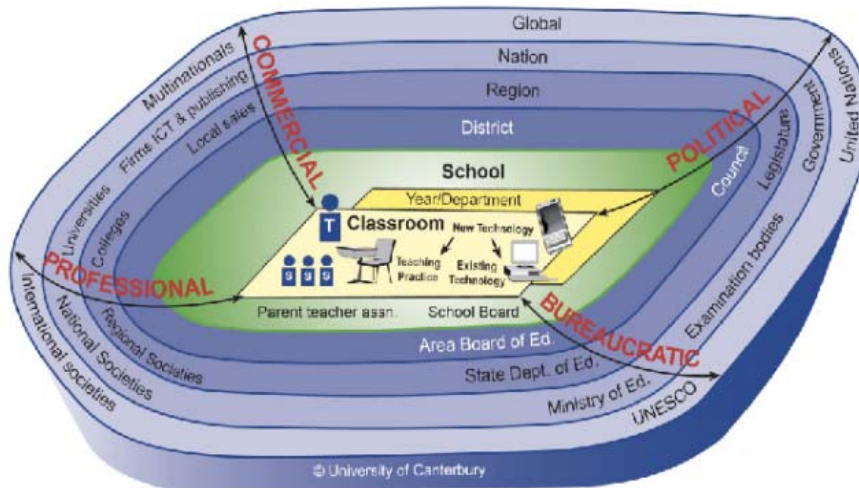 Global
Nation
Region
District
School
Year/Department
Classroom
New Technology
Teaching
Practice
Existing
Technology
T
S S S
Parent teacher assn.
School Board
Area Board of Ed.
State Dept. of Ed.
Ministry of Ed.
UNESCO
COMMERCIAL
Multinationals
Firms ICT & publishing
Local sales
POLITICAL
United Nations
Government
Legislature
Council
PROFESSIONAL
Universities
Colleges
International societies
National Societies
Regional Societies
BUREAUCRATIC
Examination bodies
© University of Canterbury